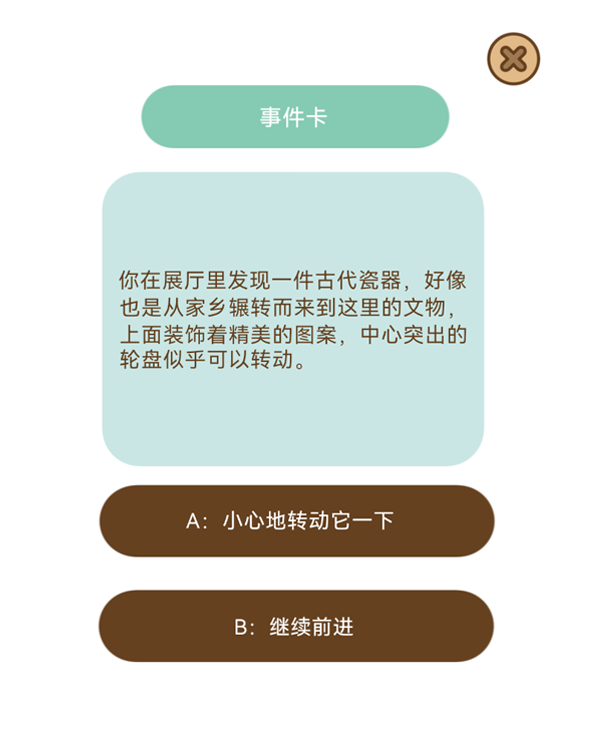 事件卡
你在展厅里发现一件古代瓷器，好像
也是从家乡辗转而来到这里的文物，
上面装饰着精美的图案，中心突出的
轮盘似乎可以转动。
A：小心地转动它一下
B：继续前进